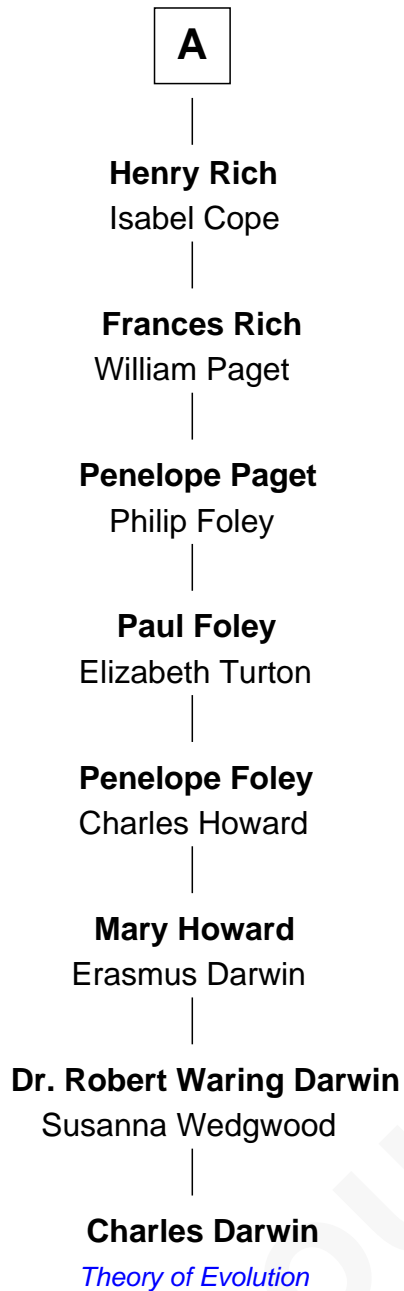 A
Henry Rich
Isabel Cope
Frances Rich
William Paget
Penelope Paget
Philip Foley
Paul Foley
Elizabeth Turton
Penelope Foley
Charles Howard
Mary Howard
Erasmus Darwin
Dr. Robert Waring Darwin
Susanna Wedgwood
Charles Darwin
Theory of Evolution